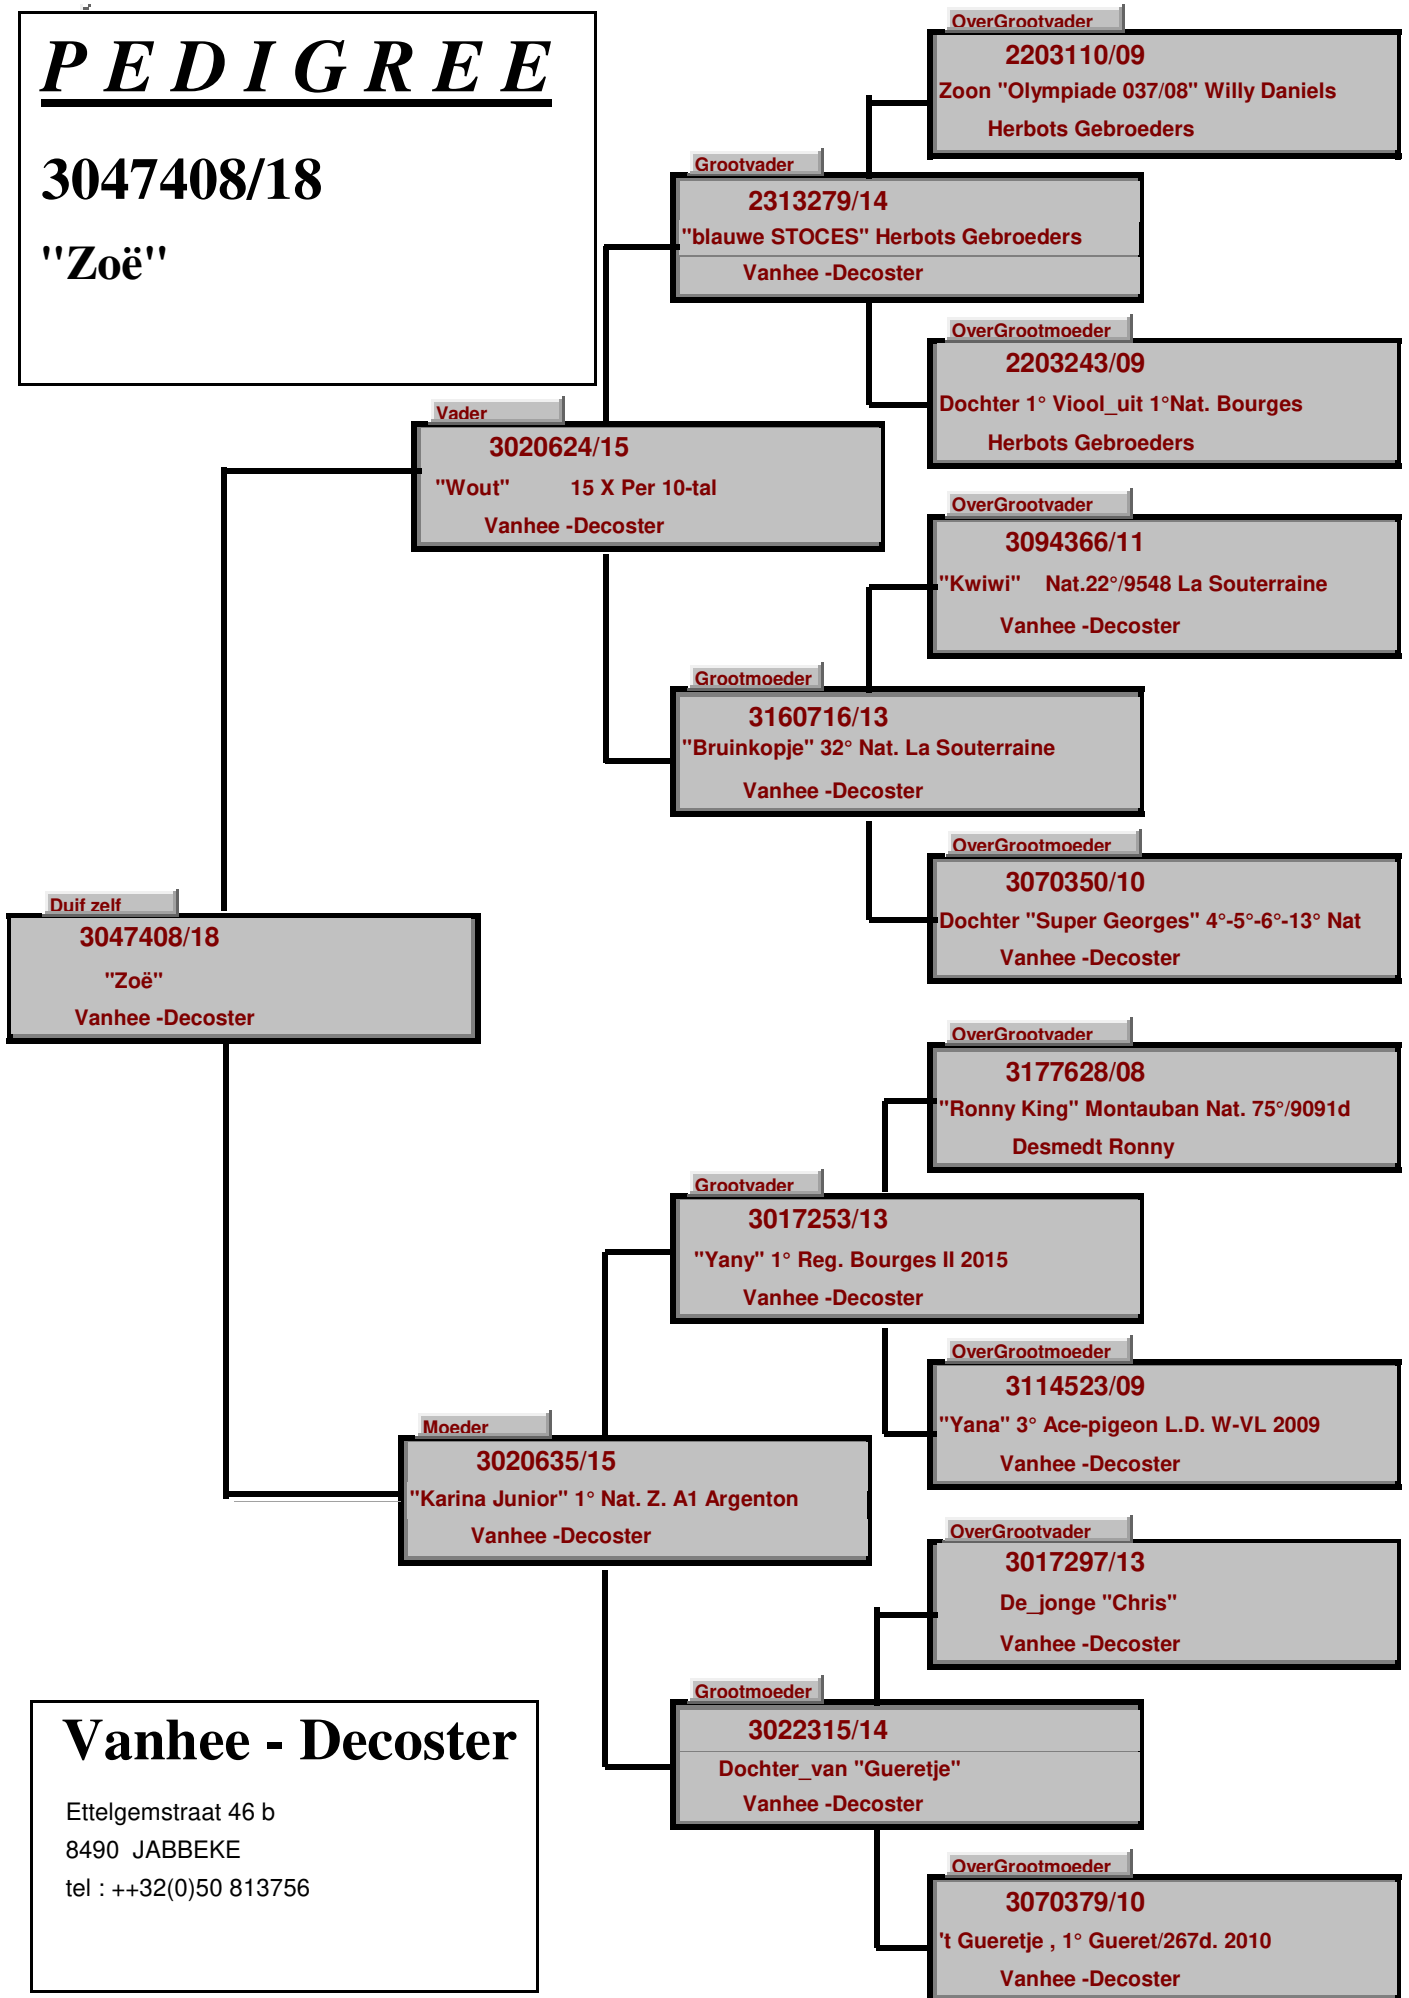 P E D I G R E E
3047408/18
"Zoë"
OverGrootvader
2203110/09
Zoon "Olympiade 037/08" Willy Daniels
Herbots Gebroeders
Grootvader
2313279/14
"blauwe STOCES" Herbots Gebroeders
Vanhee -Decoster
OverGrootmoeder
2203243/09
Dochter 1° Viool_uit 1°Nat. Bourges
Herbots Gebroeders
Vader
3020624/15
"Wout" 15 X Per 10-tal
Vanhee -Decoster
OverGrootvader
3094366/11
"Kwiwi" Nat.22°/9548 La Souterraine
Vanhee -Decoster
Grootmoeder
3160716/13
"Bruinkopje" 32° Nat. La Souterraine
Vanhee -Decoster
OverGrootmoeder
3070350/10
Dochter "Super Georges" 4°-5°-6°-13° Nat
Vanhee -Decoster
Duif zelf
3047408/18
"Zoë"
Vanhee -Decoster
OverGrootvader
3177628/08
"Ronny King" Montauban Nat. 75°/9091d
Desmedt Ronny
Grootvader
3017253/13
"Yany" 1° Reg. Bourges II 2015
Vanhee -Decoster
OverGrootmoeder
3114523/09
"Yana" 3° Ace-pigeon L.D. W-VL 2009
Vanhee -Decoster
Moeder
3020635/15
"Karina Junior" 1° Nat. Z. A1 Argenton
Vanhee -Decoster
OverGrootvader
3017297/13
De_jonge "Chris"
Vanhee -Decoster
Grootmoeder
3022315/14
Dochter_van "Gueretje"
Vanhee -Decoster
OverGrootmoeder
3070379/10
't Gueretje , 1° Gueret/267d. 2010
Vanhee -Decoster
Vanhee - Decoster
Ettelgemstraat 46 b
8490 JABBEKE
tel : ++32(0)50 813756